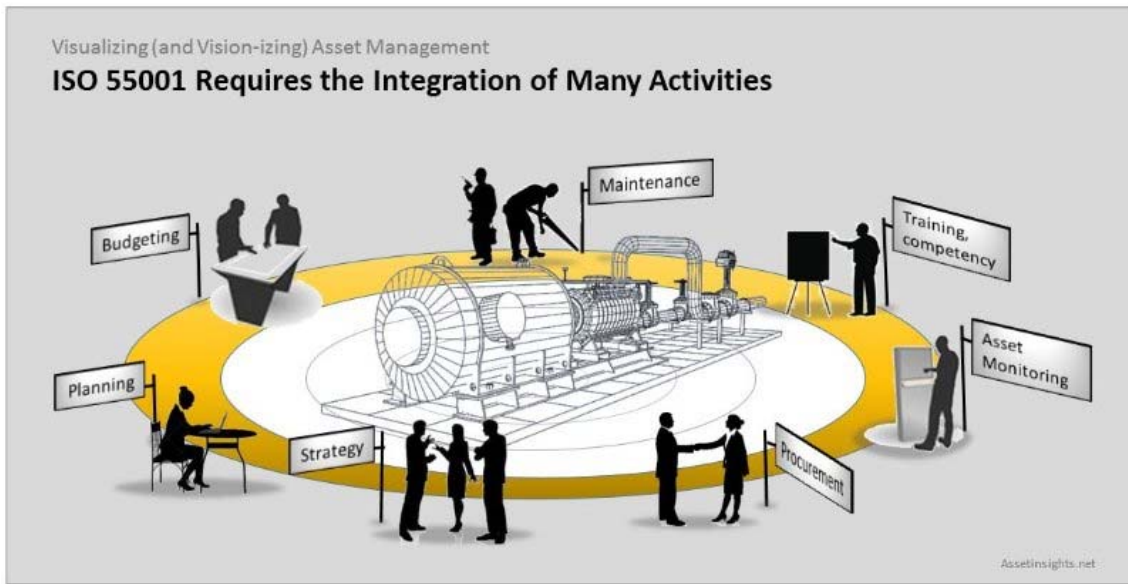 Visualizing (and Vision-izing) Asset Management
ISO 55001 Requires the Integration of Many Activities
Maintenance
Budgeting
Training,
competency
Asset
Monitoring
Planning
Strategy
Procurement
AssetInsights.net